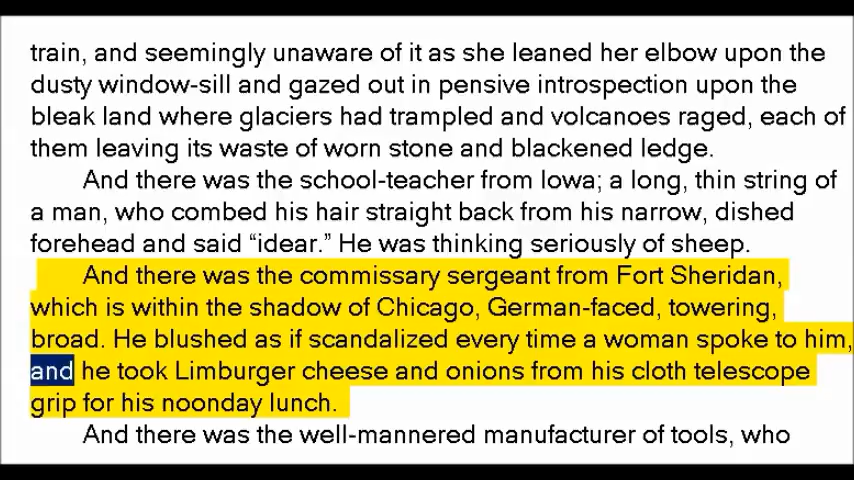 train, and seemingly unaware of it as she leaned her elbow upon the
dusty window-sill and gazed out in pensive introspection upon the
bleak land where glaciers had trampled and volcanoes raged, each of
them leaving its waste of worn stone and blackened ledge.
And there was the school-teacher from Iowa; a long, thin string of
a man, who combed his hair straight back from his narrow, dished
forehead and said “idear.” He was thinking seriously of sheep.
And there was the commissary sergeant from Fort Sheridan,
which is within the shadow of Chicago, German-faced, towering,
broad. He blushed as if scandalized every time a woman spoke to him,
and he took Limburger cheese and onions from his cloth telescope
grip for his noonday lunch.
And there was the well-mannered manufacturer of tools, who